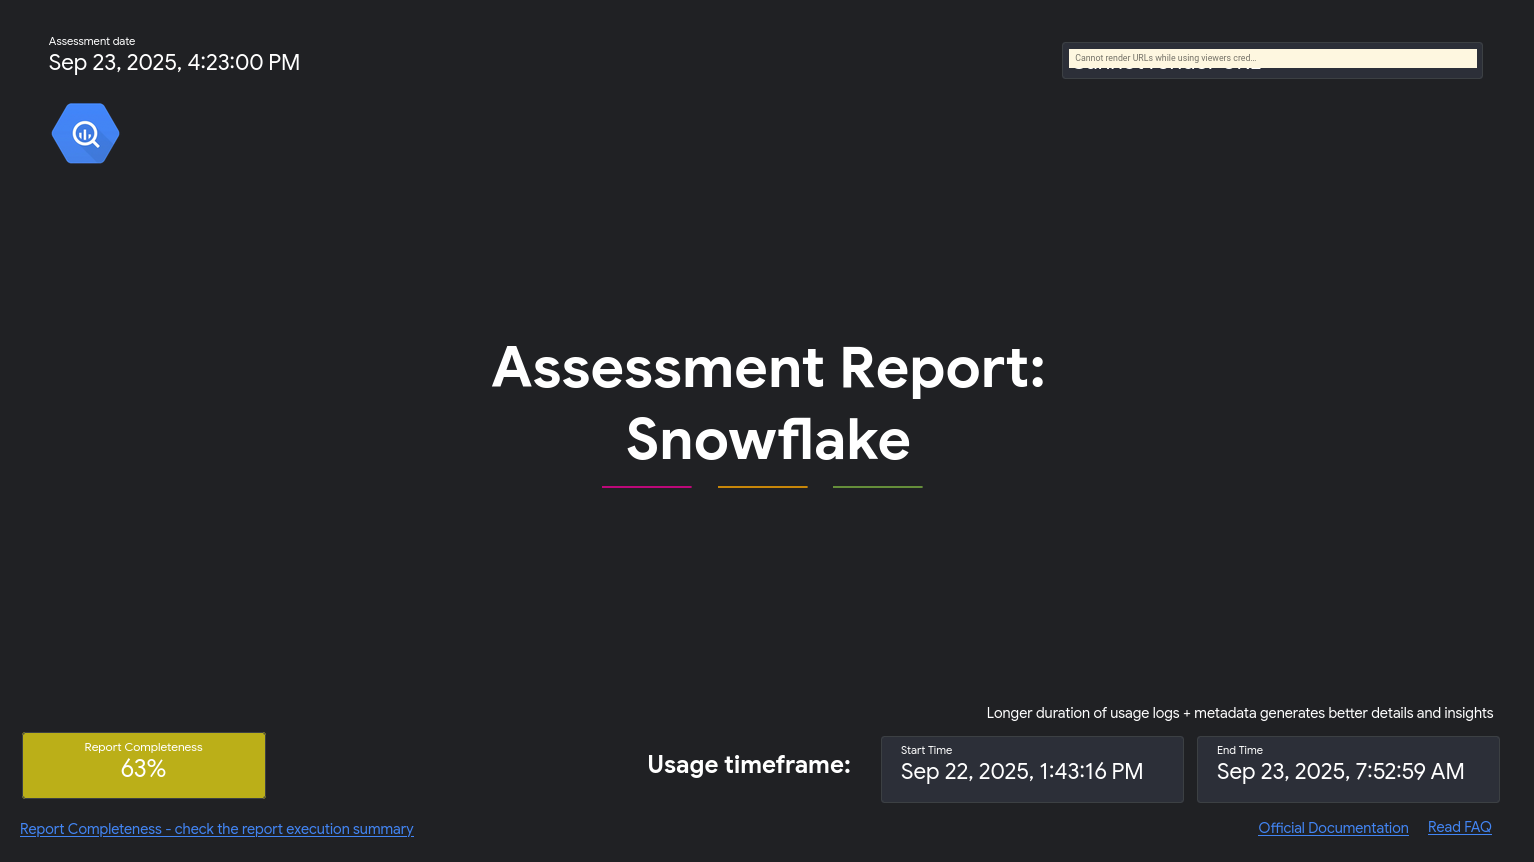 Assessment date
Sep 23, 2025, 4:23:00 PM
Cannot render URLs while using viewers cred...
Assessment Report:
Snowflake
Longer duration of usage logs + metadata generates better details and insights
Report Completeness
63%
Usage timeframe:
Start Time
Sep 22, 2025, 1:43:16 PM
End Time
Sep 23, 2025, 7:52:59 AM
Report Completeness - check the report execution summary
Official Documentation
Read FAQ